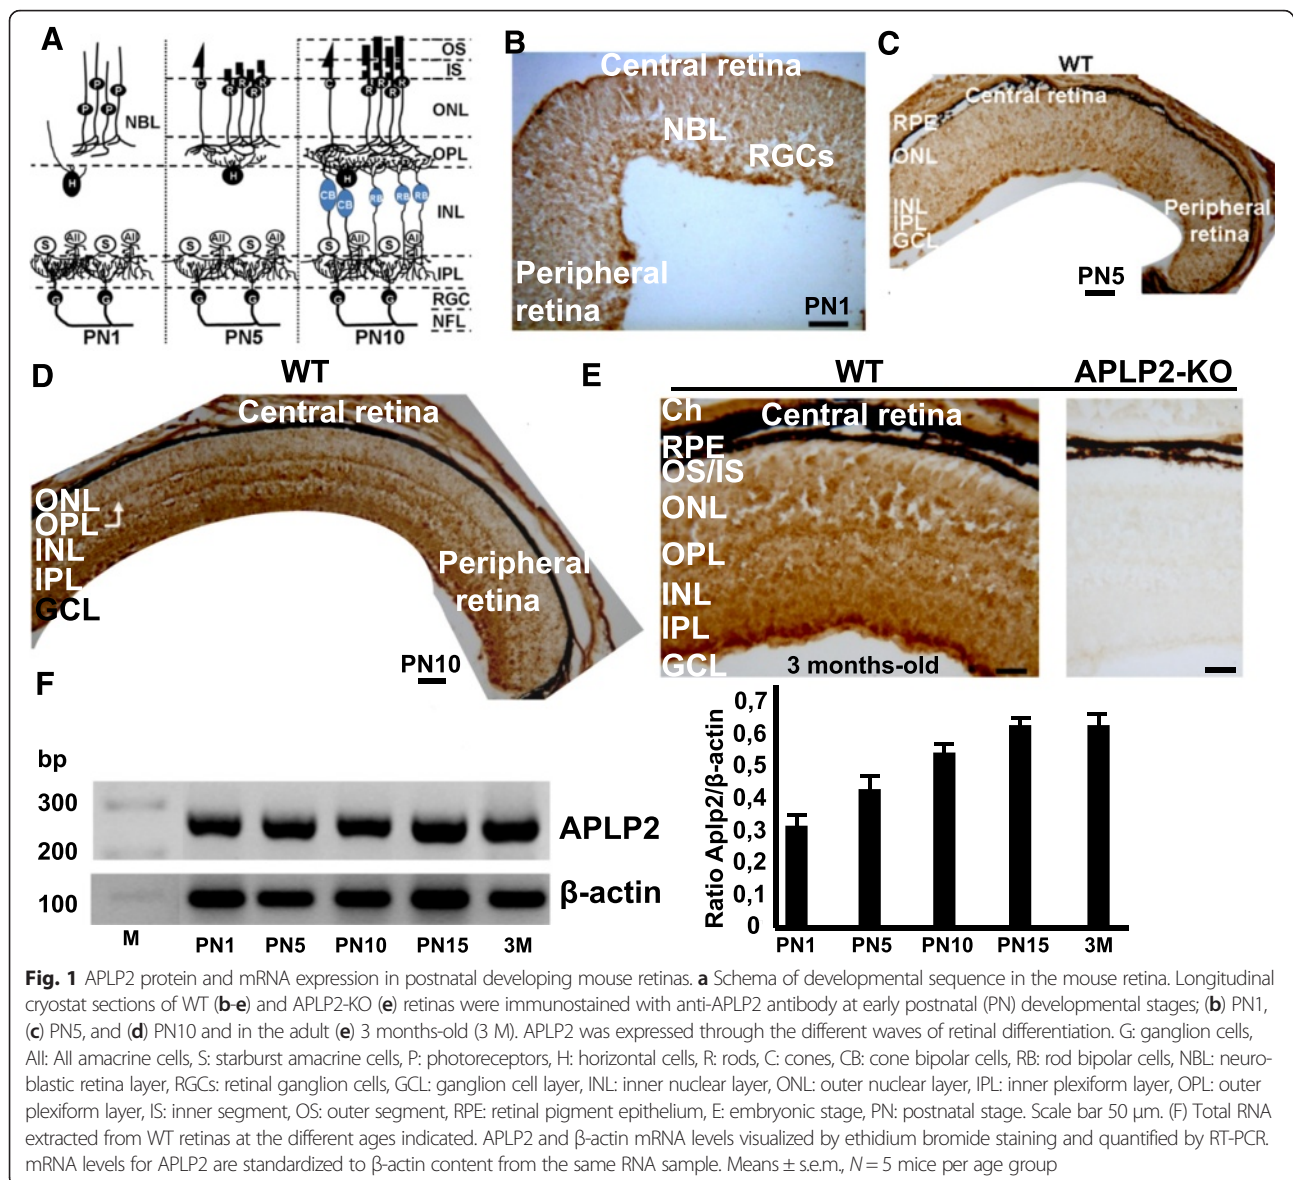 A
P
P
P
P
NBL
H
S
AII
S
AII
G
G
PN1
C
R
R
R
R
H
S
AII
S
AII
G
G
PN5
C
R
R
R
R
H
CB
CB
RB
RB
RB
S
AII
S
AII
G
G
PN10
OS
IS
ONL
OPL
INL
IPL
RGC
NFL
B
Central retina
NBL
RGCs
Peripheral
retina
PN1
C
WT
Central retina
RPE
ONL
INL
IPL
GCL
Peripheral
retina
PN5
D
WT
Central retina
ONL
OPL
INL
IPL
GCL
Peripheral
retina
PN10
E
WT
APLP2-KO
Ch
Central retina
RPE
OS/IS
ONL
OPL
INL
IPL
GCL
3 months-old
F
bp
300
200
100
APLP2
β-actin
M
PN1
PN5
PN10
PN15
3M
Ratio Aplp2/β-actin
0,7
0,6
0,5
0,4
0,3
0,2
0,1
0
PN1
PN5
PN10
PN15
3M
Fig. 1 APLP2 protein and mRNA expression in postnatal developing mouse retinas. a Schema of developmental sequence in the mouse retina. Longitudinal
cryostat sections of WT (b-e) and APLP2-KO (e) retinas were immunostained with anti-APLP2 antibody at early postnatal (PN) developmental stages; (b) PN1,
(c) PN5, and (d) PN10 and in the adult (e) 3 months-old (3 M). APLP2 was expressed through the different waves of retinal differentiation. G: ganglion cells,
AII: AII amacrine cells, S: starburst amacrine cells, P: photoreceptors, H: horizontal cells, R: rods, C: cones, CB: cone bipolar cells, RB: rod bipolar cells, NBL: neuro-
blastic retina layer, RGCs: retinal ganglion cells, GCL: ganglion cell layer, INL: inner nuclear layer, ONL: outer nuclear layer, IPL: inner plexiform layer, OPL: outer
plexiform layer, IS: inner segment, OS: outer segment, RPE: retinal pigment epithelium, E: embryonic stage, PN: postnatal stage. Scale bar 50 μm. (F) Total RNA
extracted from WT retinas at the different ages indicated. APLP2 and β-actin mRNA levels visualized by ethidium bromide staining and quantified by RT-PCR.
mRNA levels for APLP2 are standardized to β-actin content from the same RNA sample. Means ± s.e.m., N = 5 mice per age group